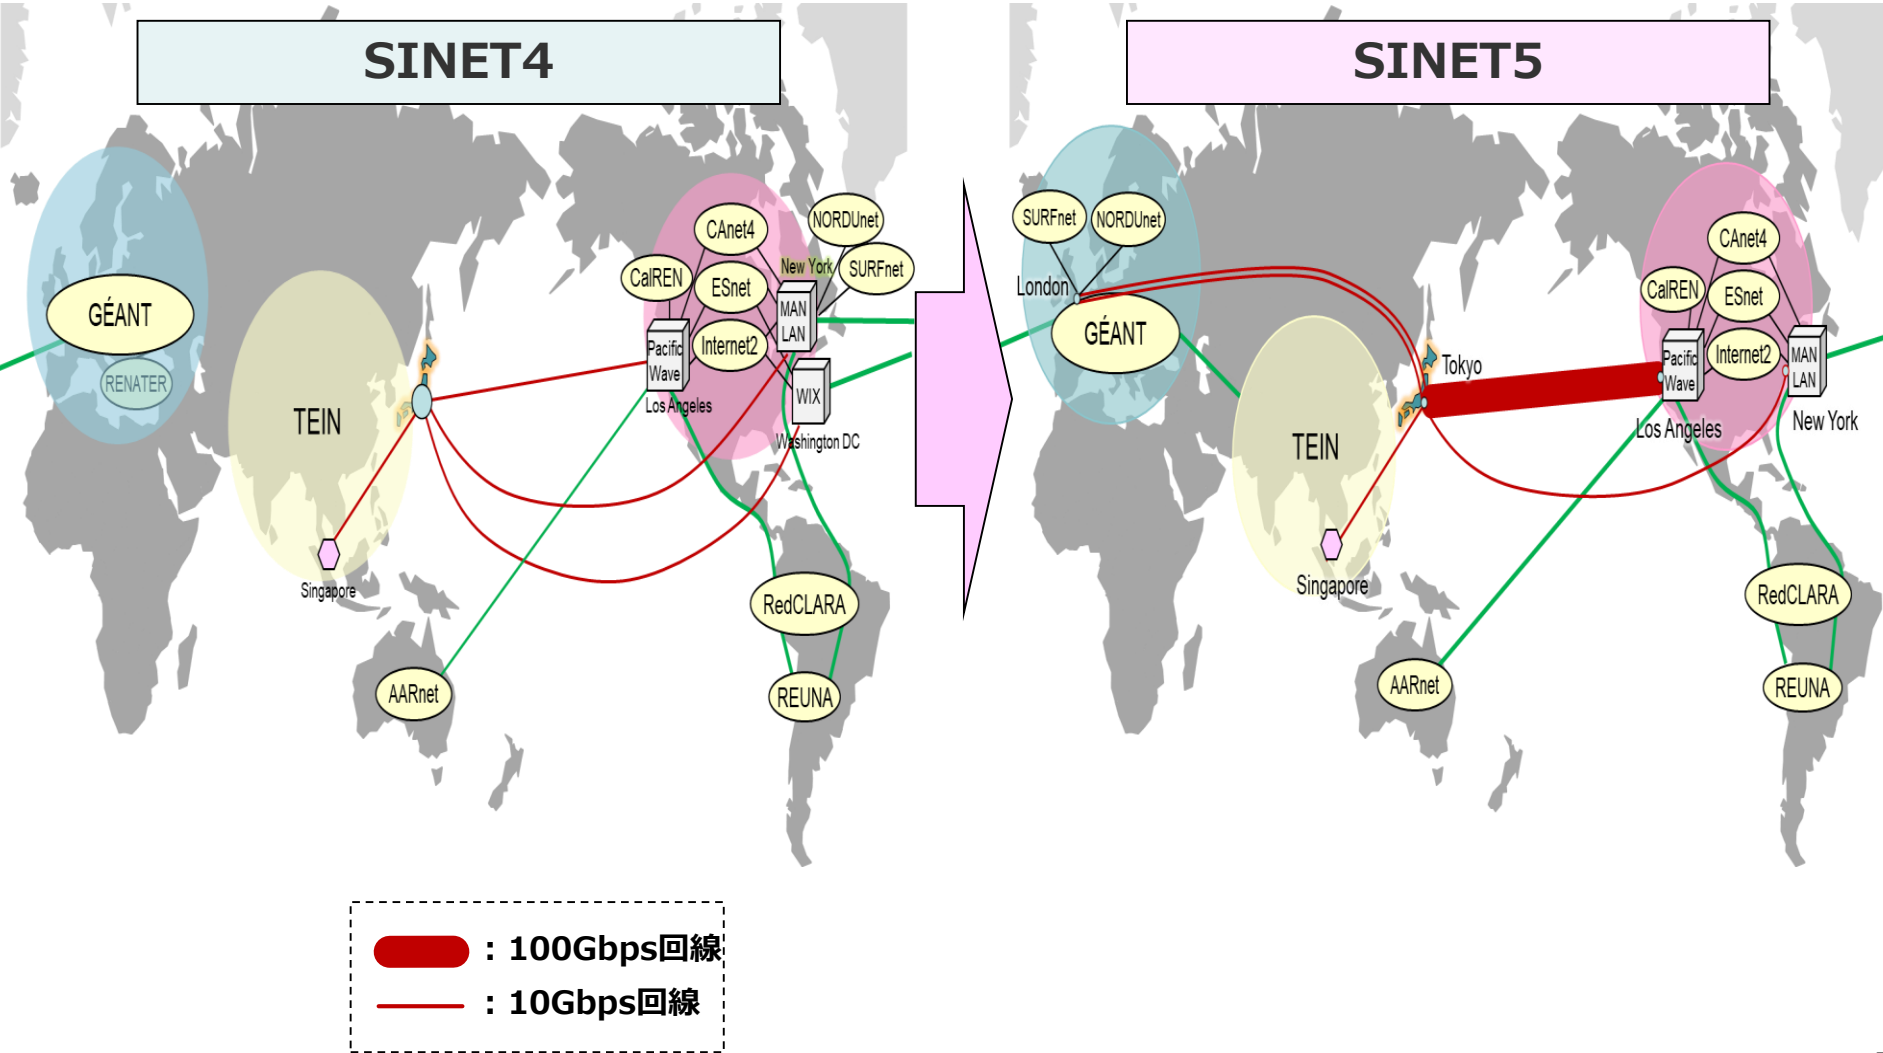 SINET4
GÉANT
RENATER
TEIN
Singapore
AARnet
CAnet4
NORDUnet
New York
SURFnet
CalREN
ESnet
MAN
LAN
Internet2
Pacific
Wave
Los Angeles
WIX
Washington DC
RedCLARA
REUNA
SINET5
SURFnet
NORDUnet
London
GÉANT
TEIN
Singapore
Tokyo
AARnet
CAnet4
CalREN
ESnet
Internet2
Pacific
Wave
Los Angeles
MAN
LAN
New York
RedCLARA
REUNA
：100Gbps回線
：10Gbps回線